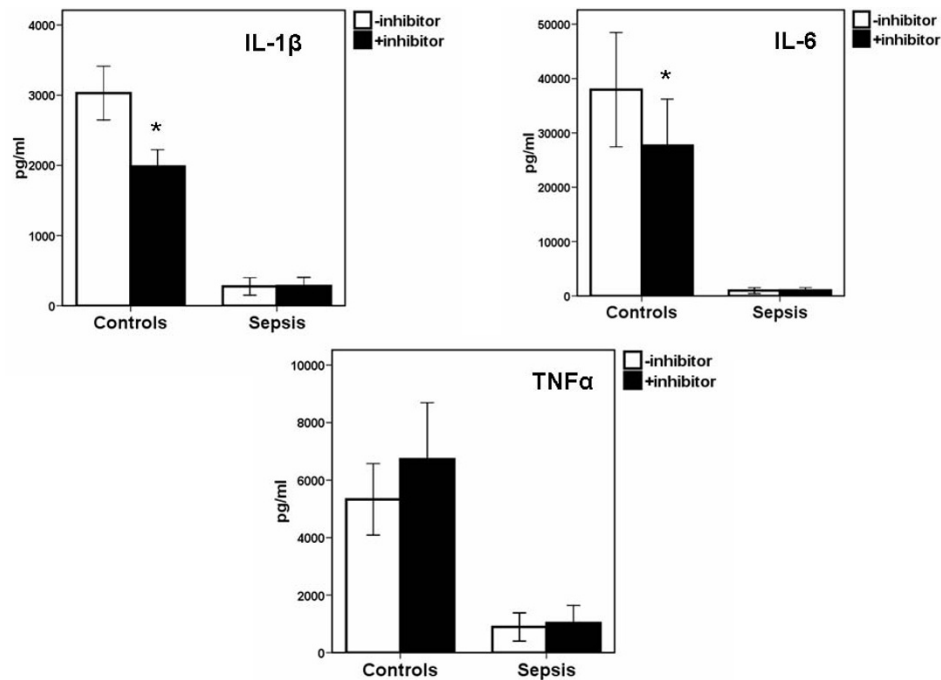 4000
3000
2000
1000
0
pg/ml
IL-1β
-inhibitor
+inhibitor
*
Controls Sepsis
50000
40000
30000
20000
10000
0
pg/ml
IL-6
-inhibitor
+inhibitor
*
Controls Sepsis
10000
8000
6000
4000
2000
0
pg/ml
TNFα
-inhibitor
+inhibitor
Controls Sepsis